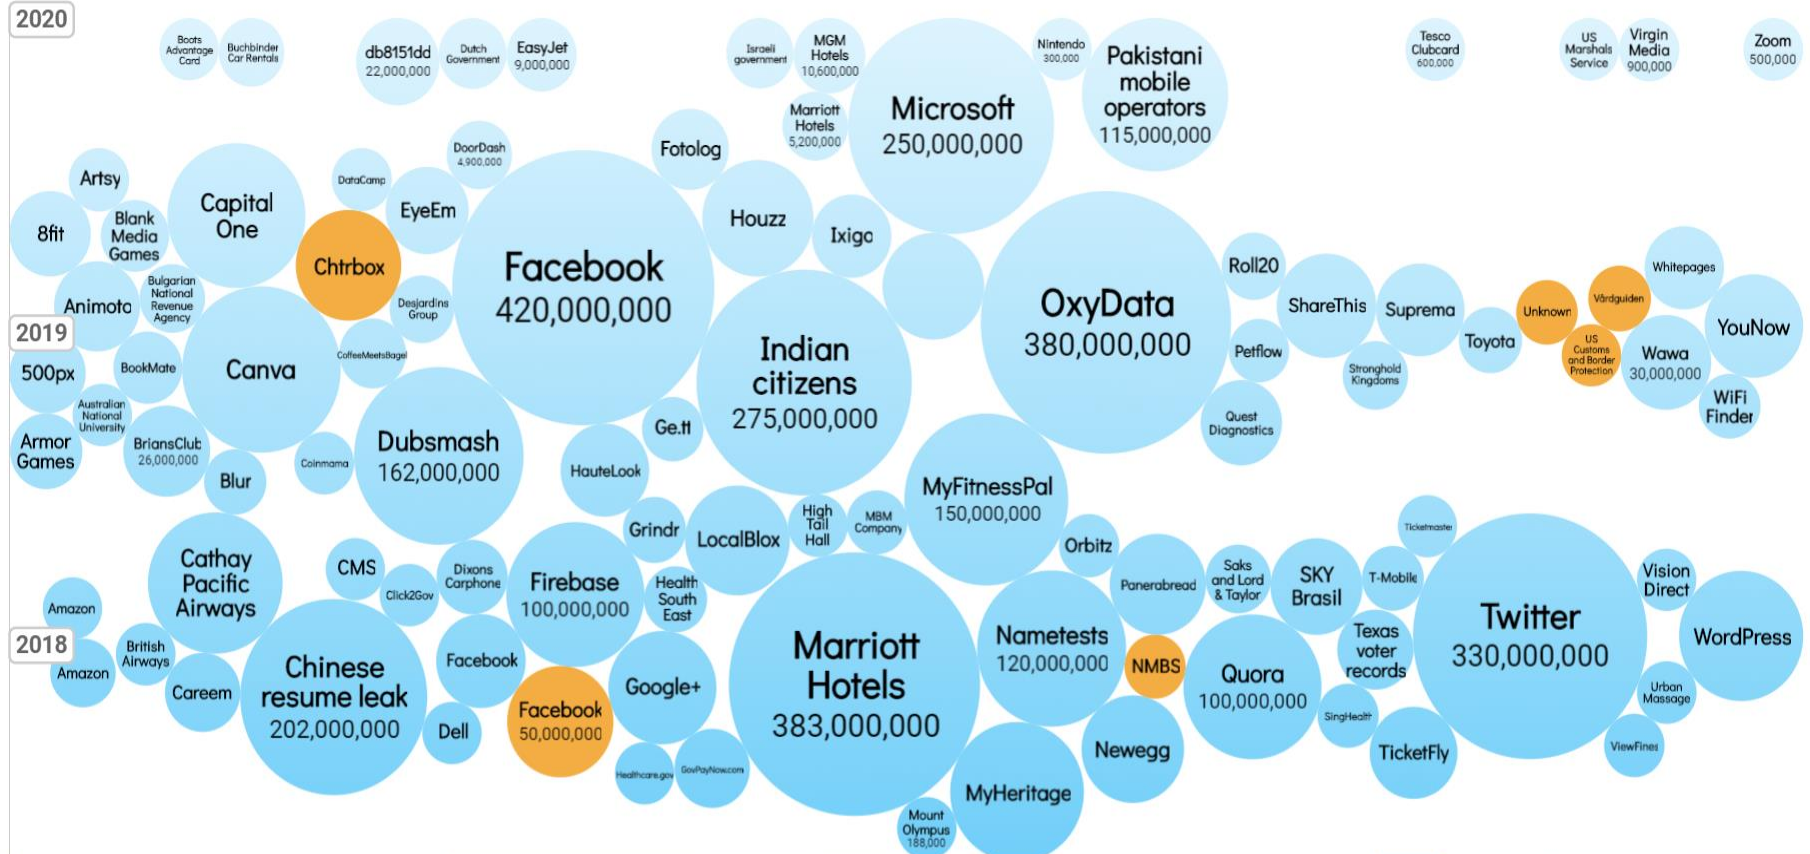 2020
Boots
Advantage
Card
Buchbinder
Car Rentals
db8151dd
22,000,000
Dutch
Government
EasyJet
9,000,000
Israeli
government
MGM
Hotels
10,600,000
Marriott
Hotels
5,200,000
Microsoft
250,000,000
Nintendo
300,000
Pakistani
mobile
operators
115,000,000
Tesco
Clubcard
600,000
US
Marshals
Service
Virgin
Media
900,000
Zoom
500,000
Artsy
8fit
Blank
Media
Games
Capital
One
DataCamp
DoorDash
4,900,000
EyeEm
Chtrbox
Fotolog
Houzz
Ixigo
Facebook
420,000,000
OxyData
380,000,000
Roll20
ShareThis
Suprema
Toyota
Unknown
Vårdguiden
Whitepages
YouNow
Animoto
Bulgarian
National
Revenue
Agency
Desjardins
Group
2019
500px
BookMate
Canva
CoffeeMeetsBagel
Indian
citizens
275,000,000
Petflow
Stronghold
Kingdoms
US
Customs
and Border
Protection
Wawa
30,000,000
WiFi
Finder
Australian
National
University
Armor
Games
BriansClub
26,000,000
Blur
Coinmama
Dubsmash
162,000,000
Ge.tt
HauteLook
Quest
Diagnostics
Grindr
LocalBlox
High
Tail
Hall
MBM
Company
MyFitnessPal
150,000,000
Orbitz
Ticketmaster
Cathay
Pacific
Airways
CMS
Click2Gov
Dixons
Carphone
Firebase
100,000,000
Health
South
East
Panerabread
Saks
and Lord
& Taylor
SKY
Brasil
T-Mobile
Twitter
330,000,000
Vision
Direct
WordPress
Amazon
2018
Amazon
British
Airways
Careem
Chinese
resume leak
202,000,000
Facebook
Dell
Facebook
50,000,000
Google+
Healthcare.gov
GovPayNow.com
Marriott
Hotels
383,000,000
Nametests
120,000,000
NMBS
Quora
100,000,000
Texas
voter
records
SingHealth
TicketFly
Urban
Massage
ViewFines
Newegg
MyHeritage
Mount
Olympus
188,000